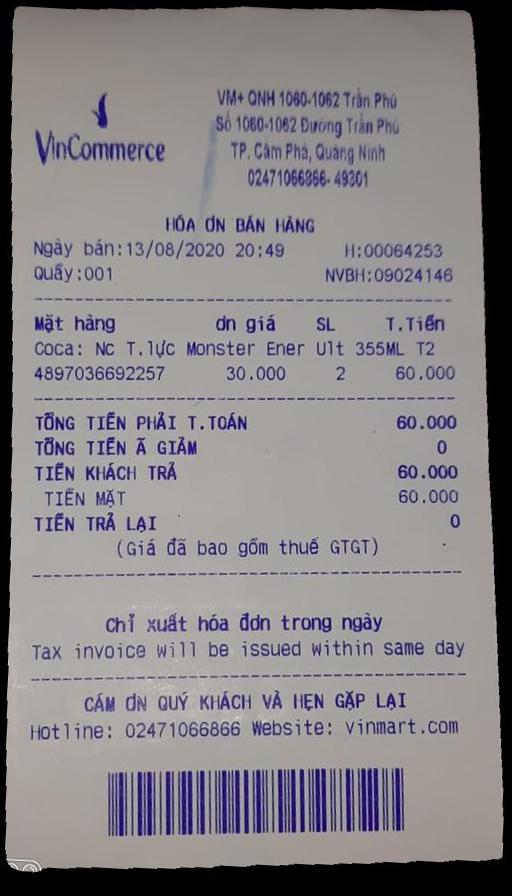 VinCommerce
VM+ QNH 1060-1062 Trần Phú
Số 1060-1062 Đường Trần Phú
TP. Cẩm Phả, Quảng Ninh
02471066866- 49301
HÓA ƠN BÁN HÀNG
Ngày bán:13/08/2020 20:49 H:00064253
Quầy:001 NVBH:09024146
Mặt hàng ơn giá SL T.Tiền
Coca: Nc T.lực Monster Ener Ult 355ML T2
4897036692257 30.000 2 60.000
TỔNG TIỀN PHẢI T.TOÁN 60.000
TỔNG TIỀN Ã GIẢM 0
TIỀN KHÁCH TRẢ 60.000
TIỀN MẶT 60.000
TIỀN TRẢ LẠI 0
(Giá đã bao gồm thuế GTGT)
Chỉ xuất hóa đơn trong ngày
Tax invoice will be issued within same day
CÁM ƠN QUÝ KHÁCH VÀ HẸN GẶP LẠI
Hotline: 02471066866 Website: vinmart.com